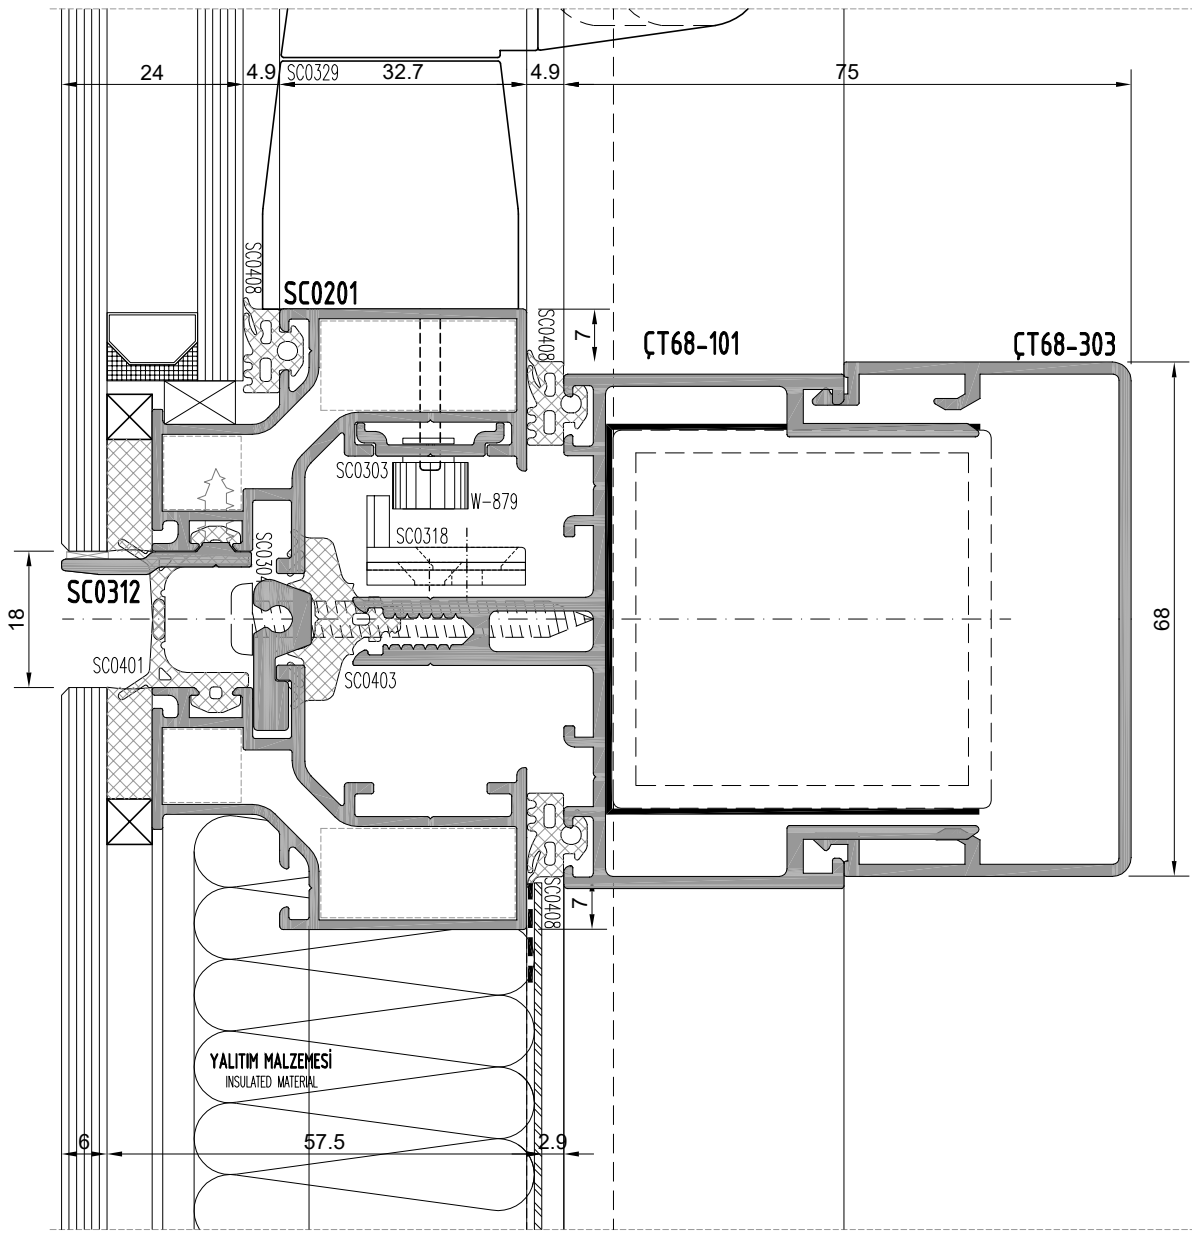 24
4.9
SC0329
32.7
4.9
75
SC0408
SC0201
SC0408
7
ÇT68-101
ÇT68-303
SC0303
W-879
SC0318
SC0304
SC0312
18
68
SC0401
SC0403
SC0408
7
YALITIM MALZEMESİ
INSULATED MATERIAL
6
57.5
2.9